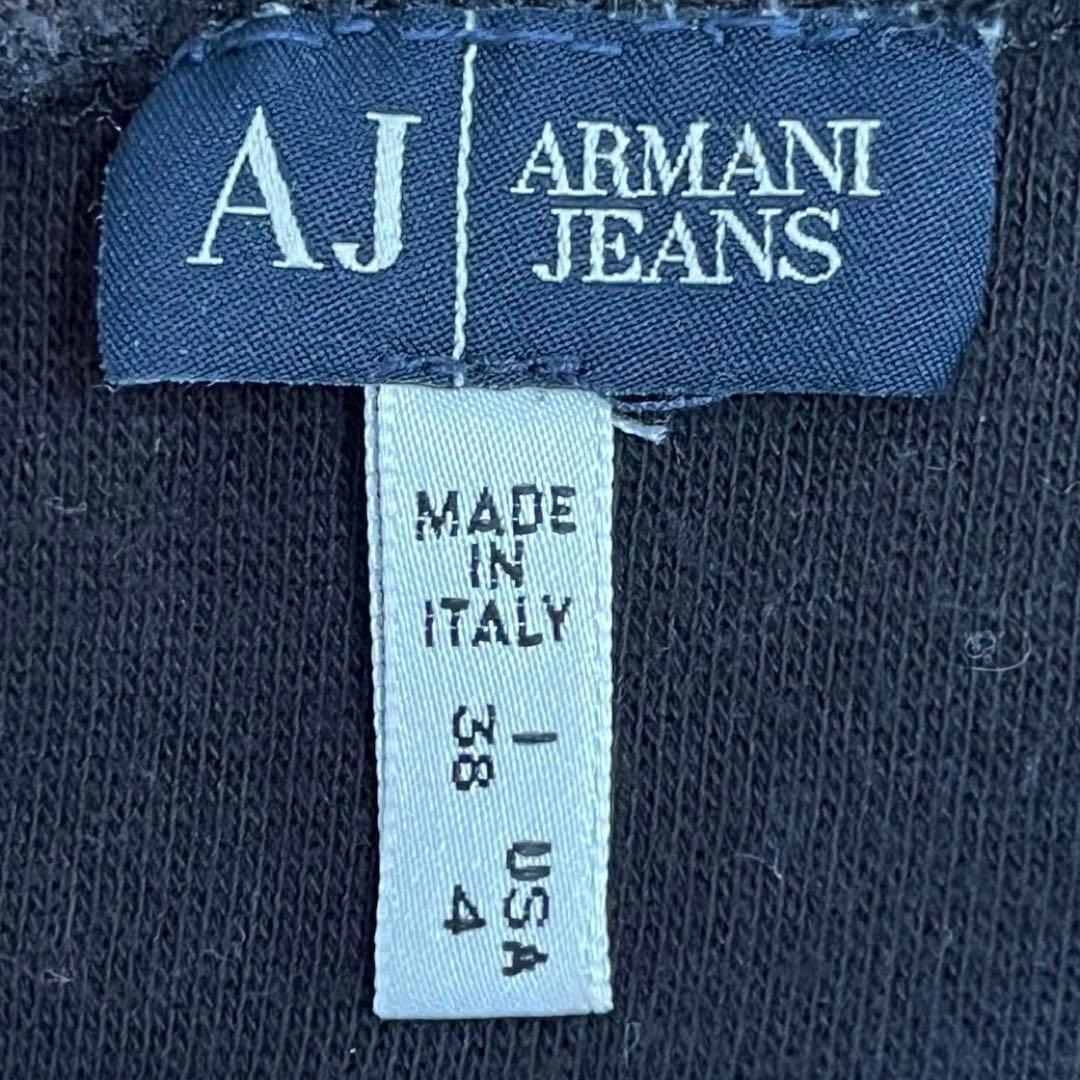 AJ
ARMANI
JEANS
MADE
IN
ITALY
I USA
38 4